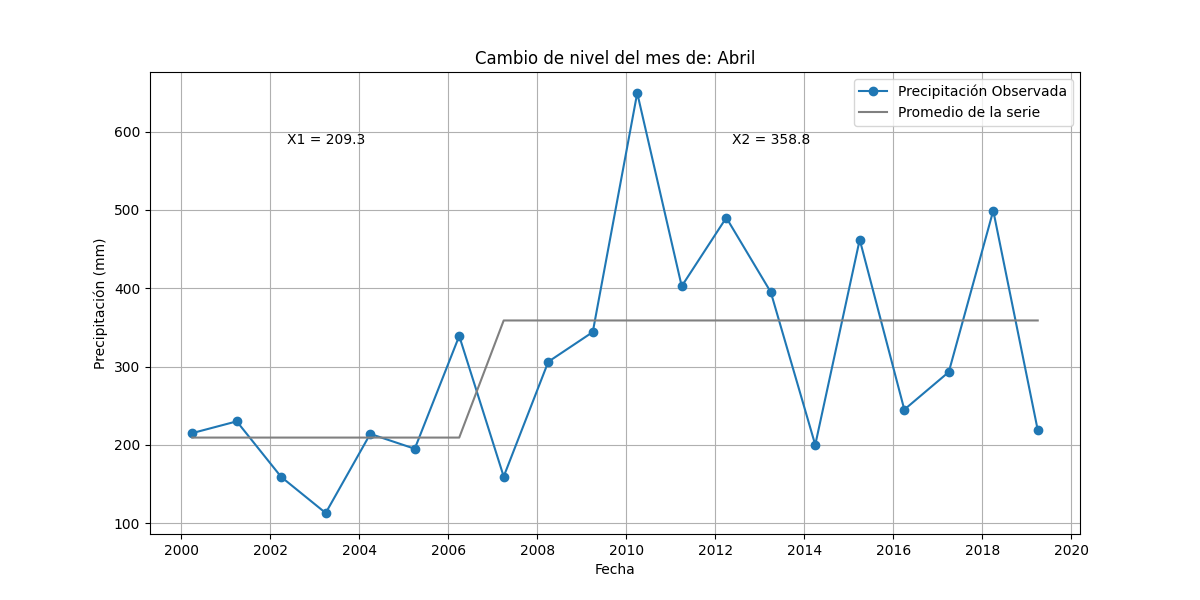 Cambio de nivel del mes de: Abril
Precipitación Observada
Promedio de la serie
X1 = 209.3
X2 = 358.8
Precipitación (mm)
600
500
400
300
200
100
2000 2002 2004 2006 2008 2010 2012 2014 2016 2018 2020
Fecha